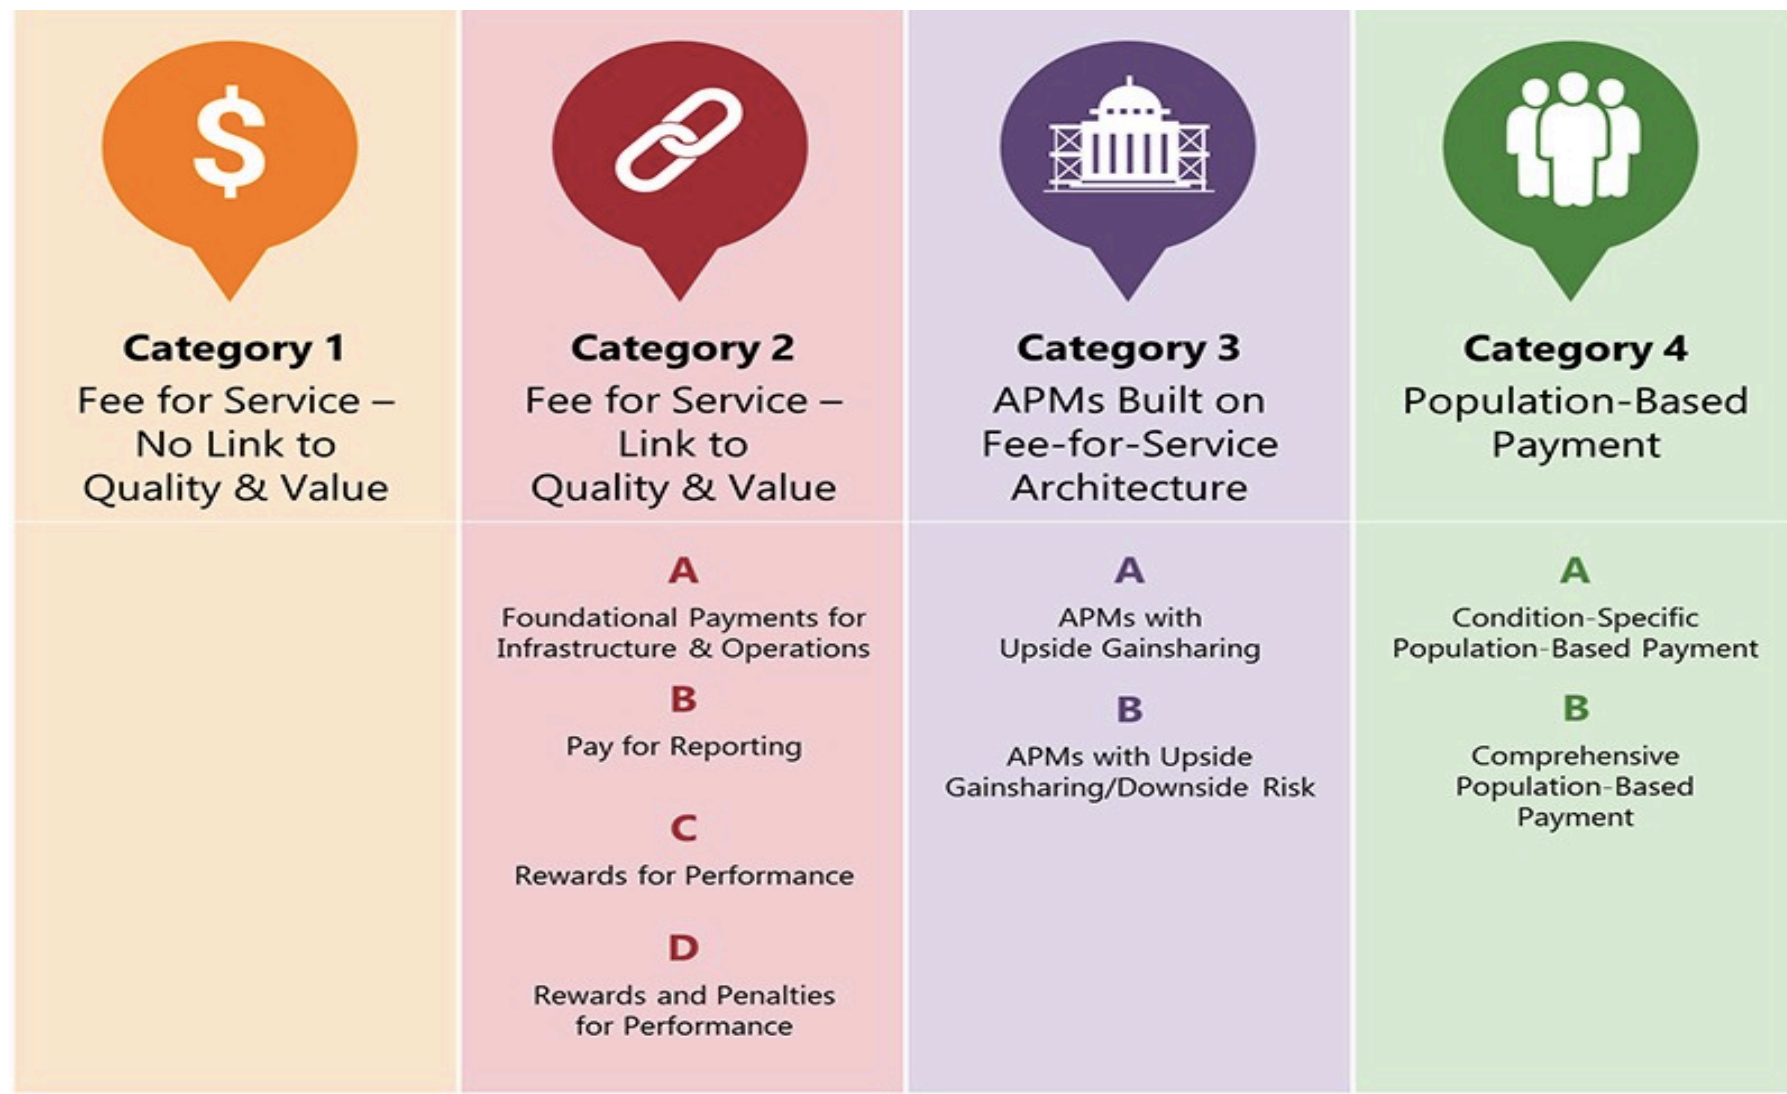 $
Category 1
Fee for Service –
No Link to
Quality & Value
Category 2
Fee for Service –
Link to
Quality & Value
A
Foundational Payments for
Infrastructure & Operations
B
Pay for Reporting
C
Rewards for Performance
D
Rewards and Penalties
for Performance
Category 3
APMs Built on
Fee-for-Service
Architecture
A
APMs with
Upside Gainsharing
B
APMs with Upside
Gainsharing/Downside Risk
Category 4
Population-Based
Payment
A
Condition-Specific
Population-Based Payment
B
Comprehensive
Population-Based
Payment